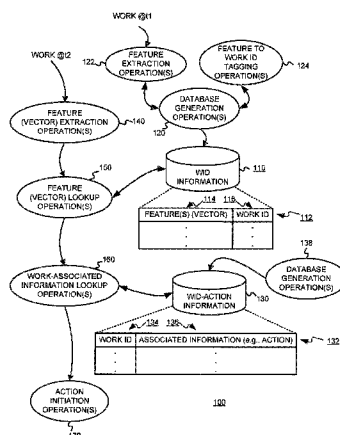 WORK @t1
WORK @t2
122
FEATURE
EXTRACTION
OPERATION(S)
FEATURE TO
WORK ID
TAGGING
OPERATION(S)
124
FEATURE
(VECTOR) EXTRACTION
OPERATION(S)
140
DATABASE
GENERATION
OPERATION(S)
120
150
FEATURE
(VECTOR) LOOKUP
OPERATION(S)
WID
INFORMATION
110
114
116
FEATURE(S) (VECTOR)
WORK ID
112
160
WORK-ASSOCIATED
INFORMATION LOOKUP
OPERATION(S)
138
DATABASE
GENERATION
OPERATION(S)
WID-ACTION
INFORMATION
130
134
136
WORK ID
ASSOCIATED INFORMATION (e.g., ACTION)
132
ACTION
INITIATION
OPERATION(S)
170
100